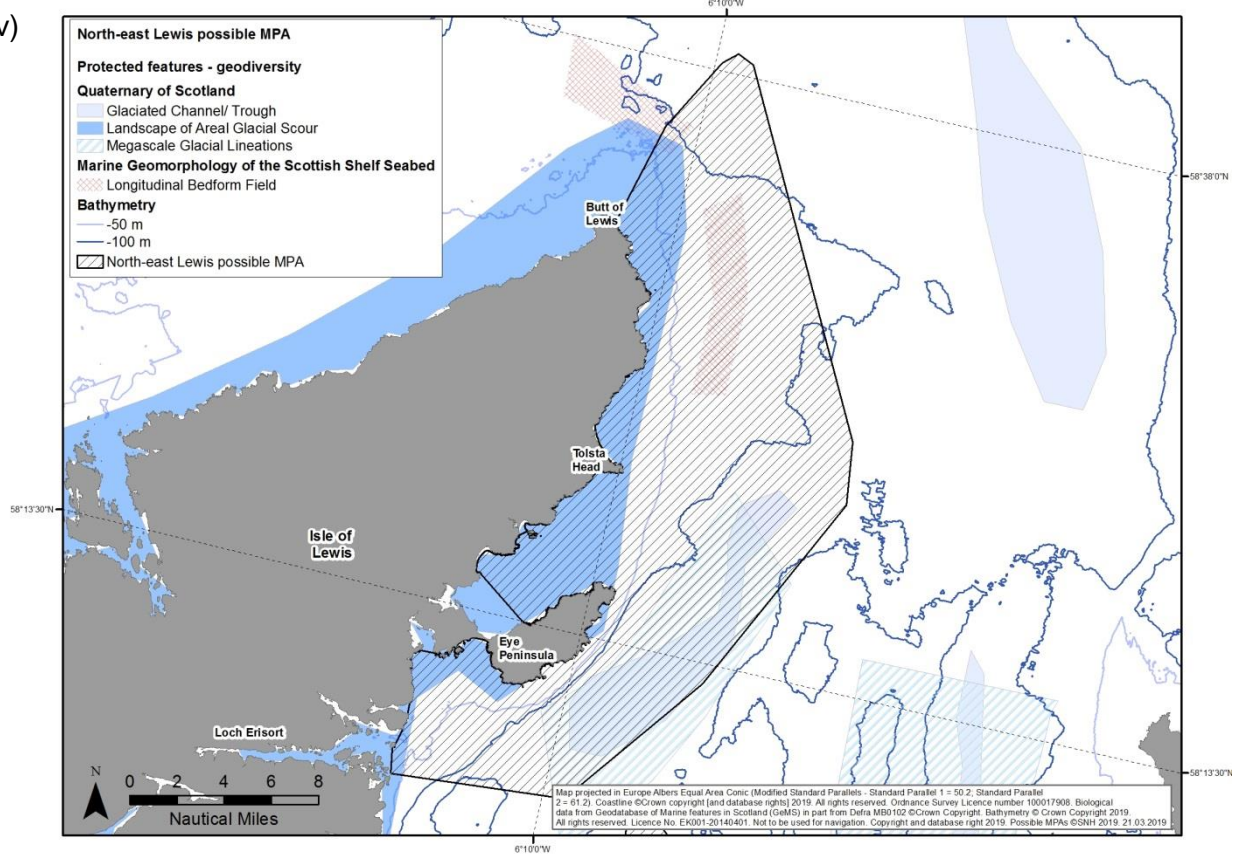 v)
6°10'0"W
North-east Lewis possible MPA
Protected features - geodiversity
Quaternary of Scotland
Glaciated Channel/ Trough
Landscape of Areal Glacial Scour
Megascale Glacial Lineations
Marine Geomorphology of the Scottish Shelf Seabed
Longitudinal Bedform Field
Bathymetry
-50 m
-100 m
North-east Lewis possible MPA
58°38'0"N
Butt of
Lewis
Tolsta
Head
58°13'30"N
Isle of
Lewis
Eye
Peninsula
Loch Erisort
N
0 2 4 6 8
Nautical Miles
58°13'30"N
Map projected in Europe Albers Equal Area Conic (Modified Standard Parallels - Standard Parallel 1 = 50.2; Standard Parallel
2 = 61.2). Coastline ©Crown copyright [and database rights] 2019. All rights reserved. Ordnance Survey Licence number 100017908. Biological
data from Geodatabase of Marine features in Scotland (GeMS) in part from Defra MB0102 ©Crown Copyright. Bathymetry © Crown Copyright 2019.
All rights reserved. Licence No. EK001-20140401. Not to be used for navigation. Copyright and database right 2019. Possible MPAs ©SNH 2019. 21.03.2019
6°10'0"W